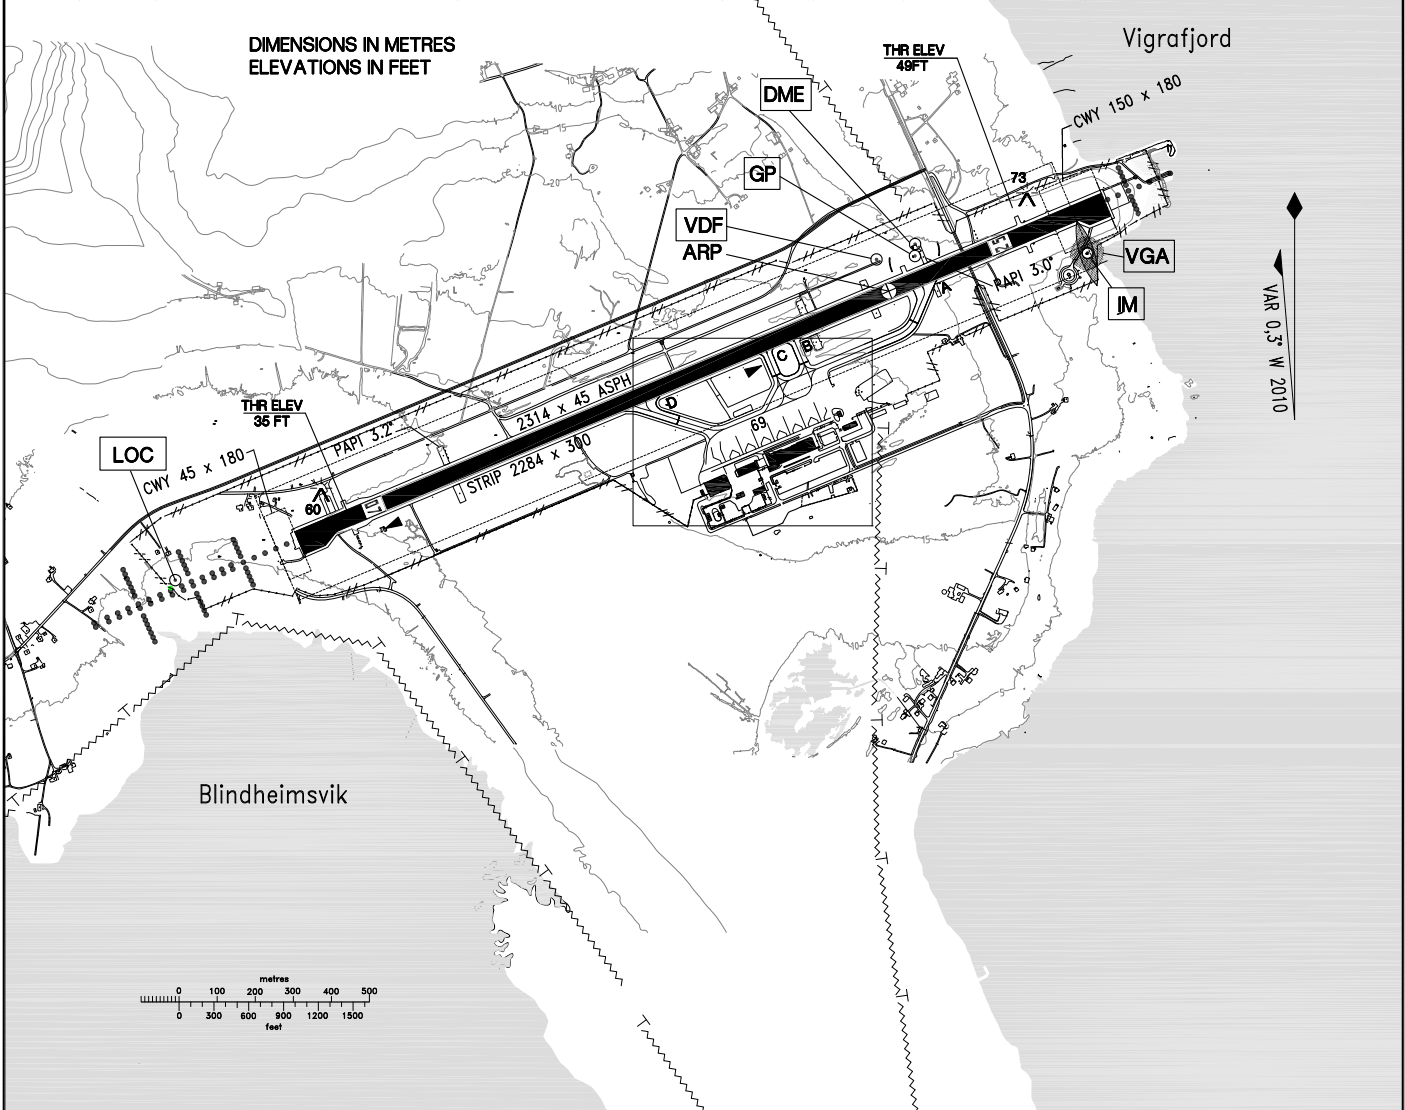 DIMENSIONS IN METRES
ELEVATIONS IN FEET
Vigrafjord
THR ELEV
49FT
DME
CWY 150 x 180
GP
73
VDF
ARP
VGA
IM
PAPI 3.0°
25
A
B
C
D
VAR 0,3° W 2010
2314 x 45 ASPH
THR ELEV
35 FT
PAPI 3.2°
STRIP 2284 x 300
69
LOC
CWY 45 x 180
60
Blindheimsvik
metres
0 100 200 300 400 500
0 300 600 900 1200 1500
feet